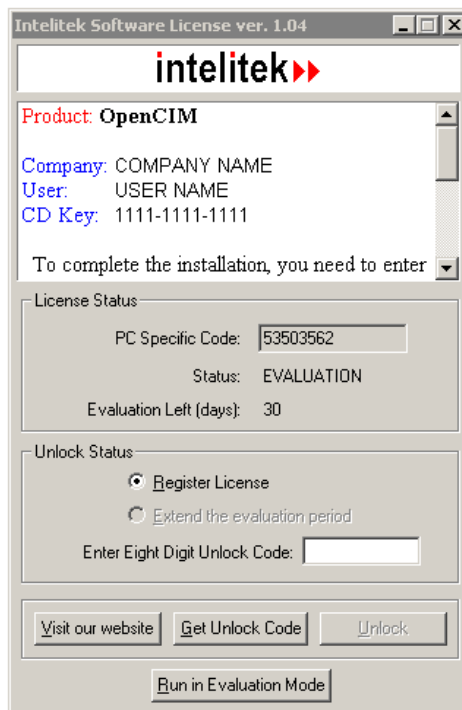 Intelitek Software License ver. 1.04
intelitek
Product: OpenCIM
Company: COMPANY NAME
User: USER NAME
CD Key: 1111-1111-1111
To complete the installation, you need to enter
License Status
PC Specific Code: 53503562
Status: EVALUATION
Evaluation Left (days): 30
Unlock Status
Register License
Extend the evaluation period
Enter Eight Digit Unlock Code:
Visit our website Get Unlock Code Unlock
Run in Evaluation Mode